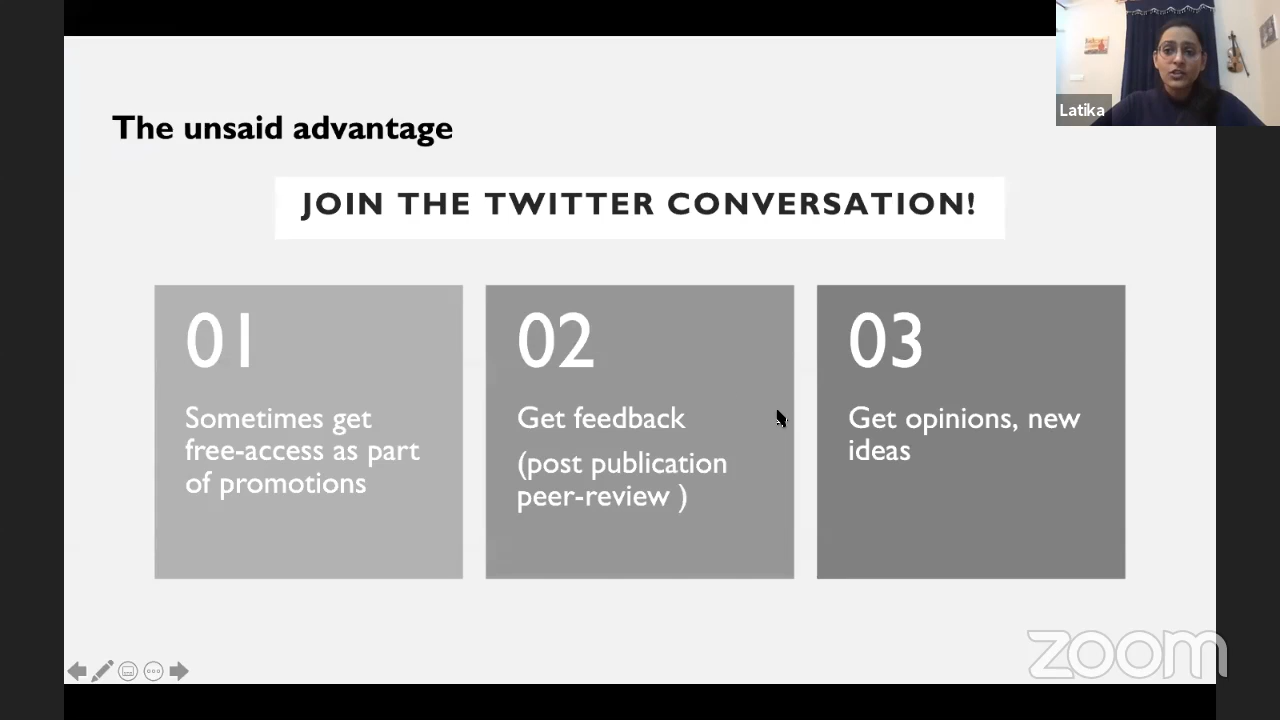 Latika
The unsaid advantage
JOIN THE TWITTER CONVERSATION!
01
Sometimes get
free-access as part
of promotions
02
Get feedback
(post publication
peer-review )
03
Get opinions, new
ideas
zoom